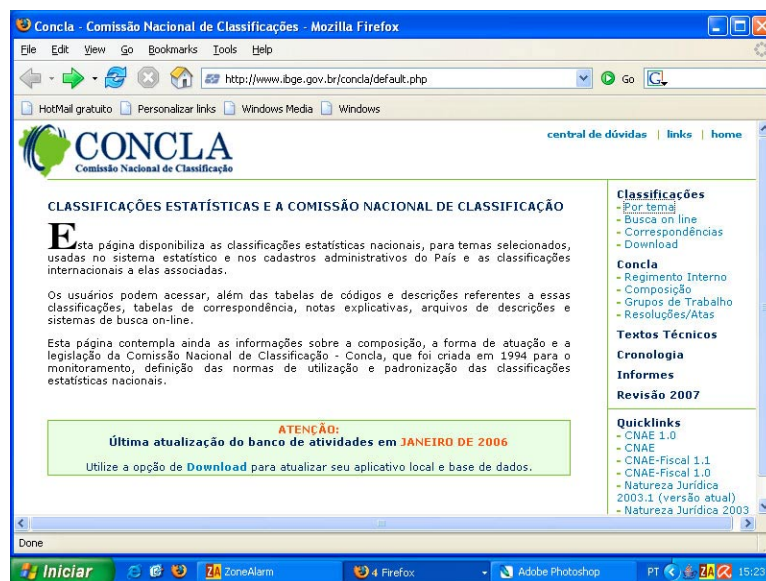 Concla - Comissão Nacional de Classificações - Mozilla Firefox
File Edit View Go Bookmarks Tools Help
http://www.ibge.gov.br/concla/default.php Go G
HotMail gratuito Personalizar links Windows Media Windows
CONCLA
Comissão Nacional de Classificação
central de dúvidas | links | home
CLASSIFICAÇÕES ESTATÍSTICAS E A COMISSÃO NACIONAL DE CLASSIFICAÇÃO
Esta página disponibiliza as classificações estatísticas nacionais, para temas selecionados,
usadas no sistema estatístico e nos cadastros administrativos do País e as classificações
internacionais a elas associadas.
Os usuários podem acessar, além das tabelas de códigos e descrições referentes a essas
classificações, tabelas de correspondência, notas explicativas, arquivos de descrições e
sistemas de busca on-line.
Esta página contempla ainda as informações sobre a composição, a forma de atuação e a
legislação da Comissão Nacional de Classificação - Concla, que foi criada em 1994 para o
monitoramento, definição das normas de utilização e padronização das classificações
estatísticas nacionais.
ATENÇÃO:
Última atualização do banco de atividades em JANEIRO DE 2006
Utilize a opção de Download para atualizar seu aplicativo local e base de dados.
Classificações
- Por tema
- Busca on line
- Correspondências
- Download
Concla
- Regimento Interno
- Composição
- Grupos de Trabalho
- Resoluções/Atas
Textos Técnicos
Cronologia
Informes
Revisão 2007
Quicklinks
- CNAE 1.0
- CNAE
- CNAE-Fiscal 1.1
- CNAE-Fiscal 1.0
- Natureza Jurídica
2003.1 (versão atual)
- Natureza Jurídica 2003
Done
Iniciar ZA ZoneAlarm 4 Firefox Adobe Photoshop PT ZA 15:23